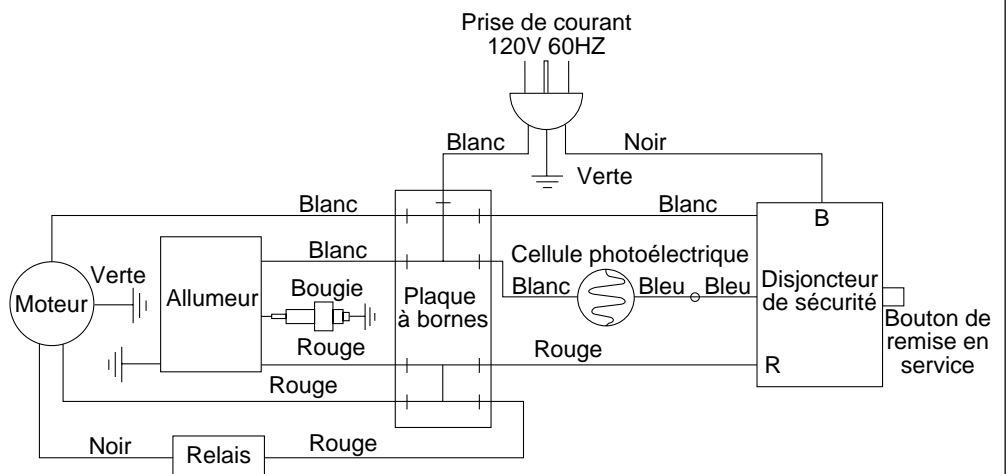 Prise de courant
120V 60HZ
Blanc
Noir
Verte
Blanc
Blanc
B
Blanc
Cellule photoélectrique
Verte
Moteur
Allumeur
Bougie
Plaque
à bornes
Blanc
Bleu
Bleu
Disjoncteur
de sécurité
Bouton de
remise en
service
Rouge
Rouge
R
Rouge
Noir
Relais
Rouge